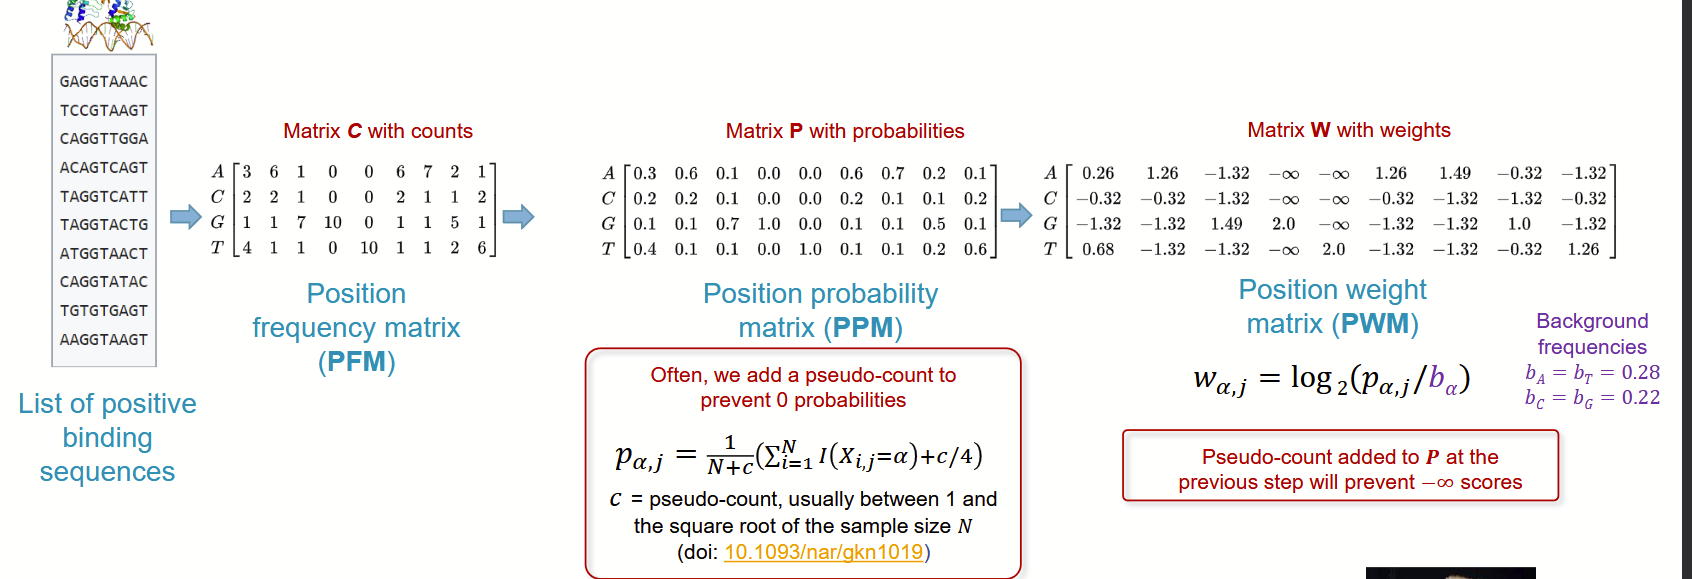 GAGGTAAAC
TCCGTAAGT
CAGGTTGGA
ACAGTCAGT
TAGGTCATT
TAGGTACTG
ATGGTAACT
CAGGTATAC
TGTGTGAGT
AAGGTAAGT
List of positive
binding
sequences
Matrix C with counts
A [3 6 1 0 0 6 7 2 1]
C 2 2 1 0 0 2 1 1 2
G 1 1 7 10 0 1 1 5 1
T [4 1 1 0 10 1 1 2 6]
Position
frequency matrix
(PFM)
Matrix P with probabilities
A [0.3 0.6 0.1 0.0 0.0 0.6 0.7 0.2 0.1]
C 0.2 0.2 0.1 0.0 0.0 0.2 0.1 0.1 0.2
G 0.1 0.1 0.7 1.0 0.0 0.1 0.1 0.5 0.1
T [0.4 0.1 0.1 0.0 1.0 0.1 0.1 0.2 0.6]
Position probability
matrix (PPM)
Often, we add a pseudo-count to
prevent 0 probabilities
pα,j = 1/(N+c) (∑ᴺᵢ₌₁ I(Xi,j=α)+c/4)
c = pseudo-count, usually between 1 and
the square root of the sample size N
(doi: 10.1093/nar/gkn1019)
Matrix W with weights
A [0.26 1.26 −1.32 −∞ −∞ 1.26 1.49 −0.32 −1.32]
C −0.32 −0.32 −1.32 −∞ −∞ −0.32 −1.32 −1.32 −0.32
G −1.32 −1.32 1.49 2.0 −∞ −1.32 −1.32 1.0 −1.32
T [0.68 −1.32 −1.32 −∞ 2.0 −1.32 −1.32 −0.32 1.26]
Position weight
matrix (PWM)
wα,j = log2(pα,j/bα)
Background
frequencies
bA = bT = 0.28
bC = bG = 0.22
Pseudo-count added to P at the
previous step will prevent −∞ scores